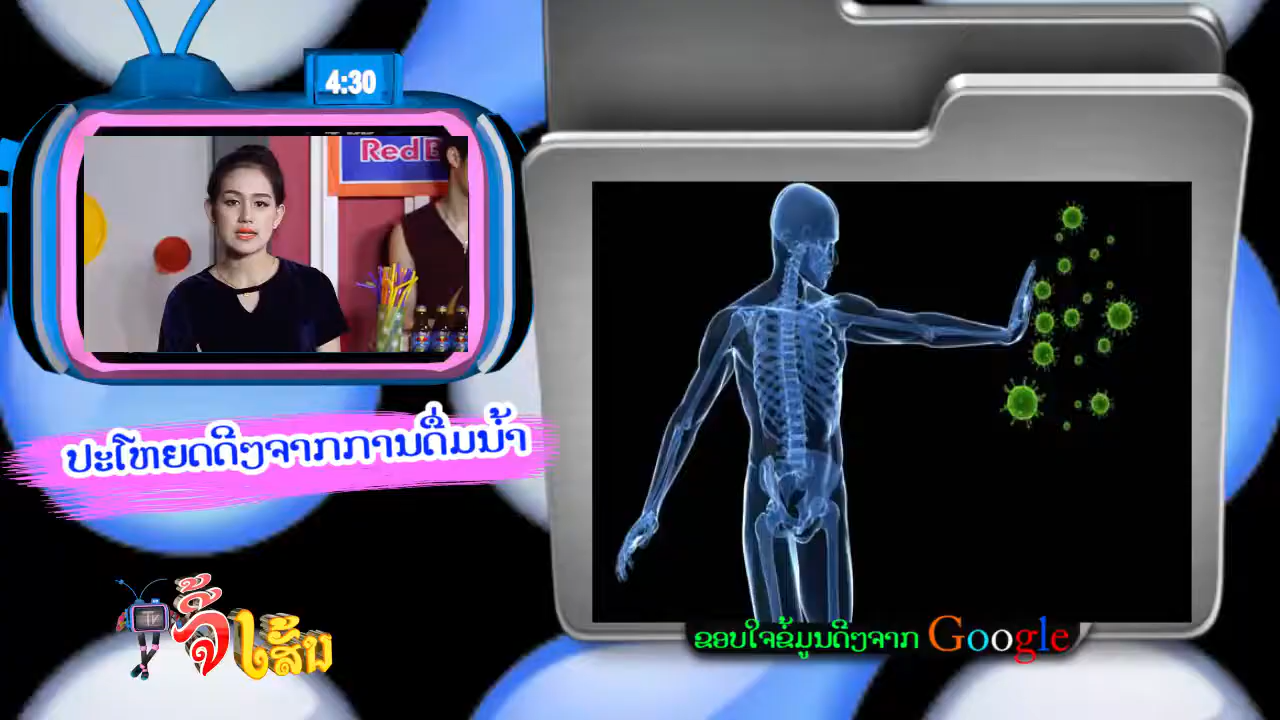 4:30
Red B
ປະໂຫຍດດີໆຈາກການດື່ມນ້ຳ
Tv
ຈີ້ເສັ້ນ
ຂອບໃຈຂໍ້ມູນດີໆຈາກ Google